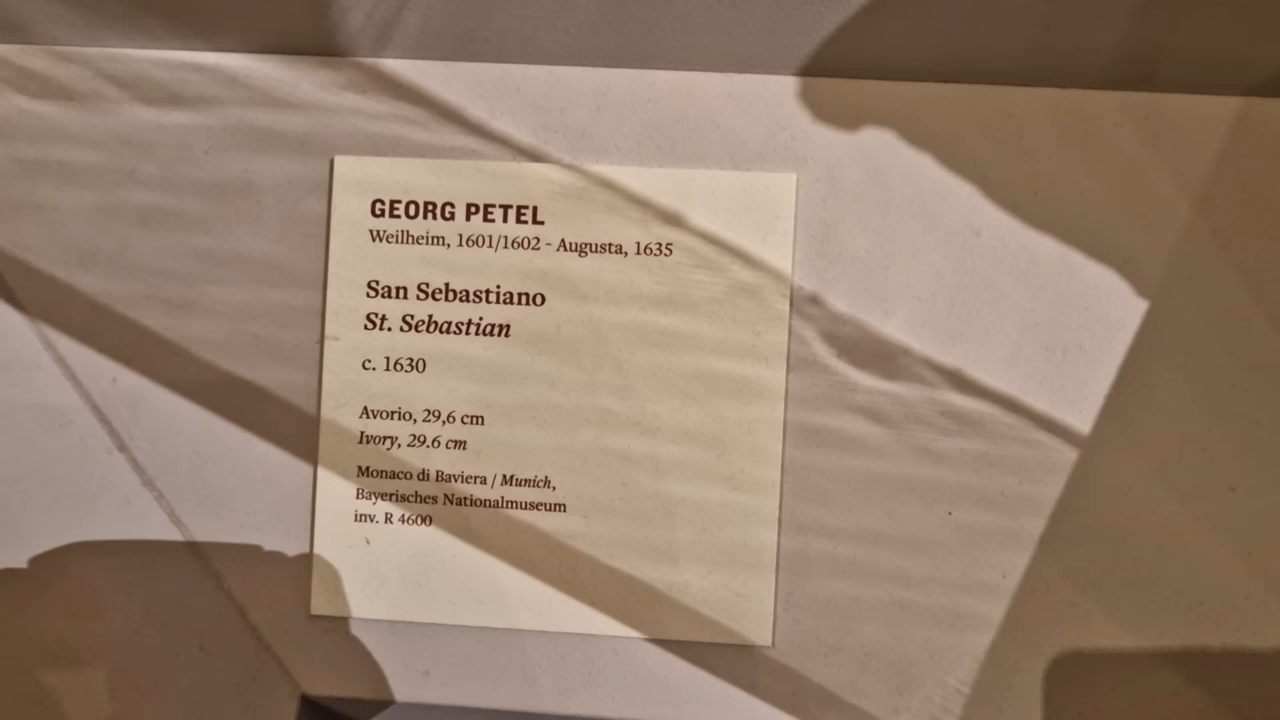 GEORG PETEL
Weilheim, 1601/1602 - Augusta, 1635
San Sebastiano
St. Sebastian
c. 1630
Avorio, 29,6 cm
Ivory, 29.6 cm
Monaco di Baviera / Munich,
Bayerisches Nationalmuseum
inv. R 4600